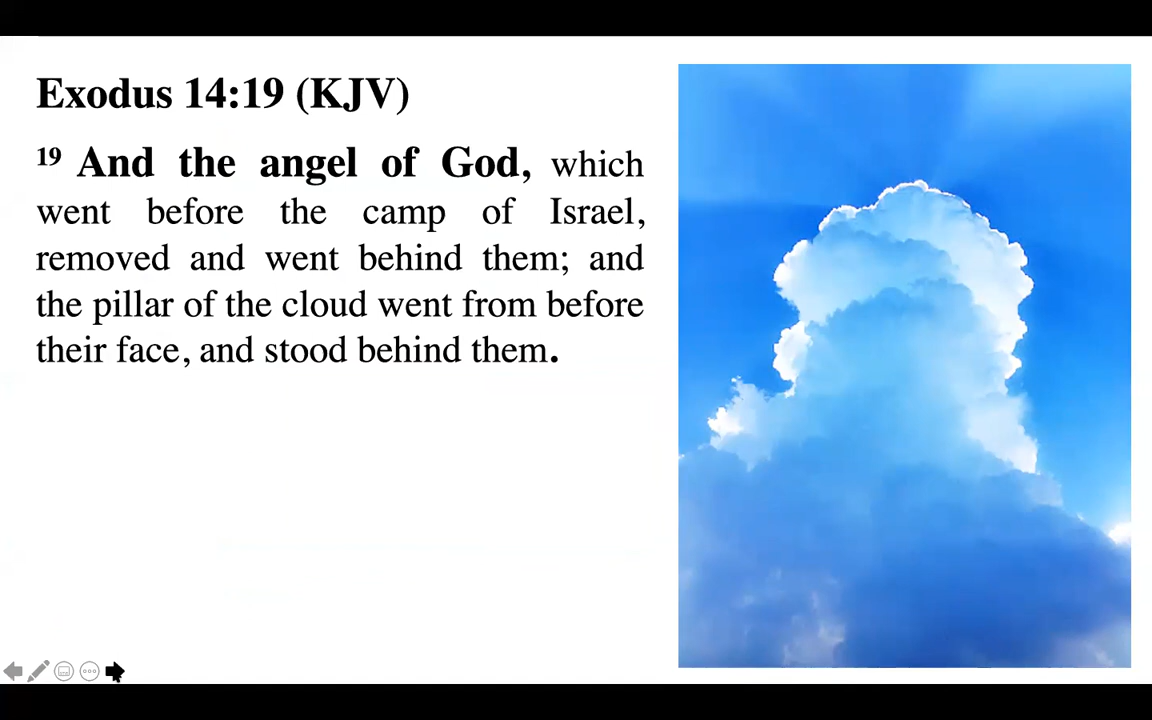 Exodus 14:19 (KJV)
19 And the angel of God, which
went before the camp of Israel,
removed and went behind them; and
the pillar of the cloud went from before
their face, and stood behind them.